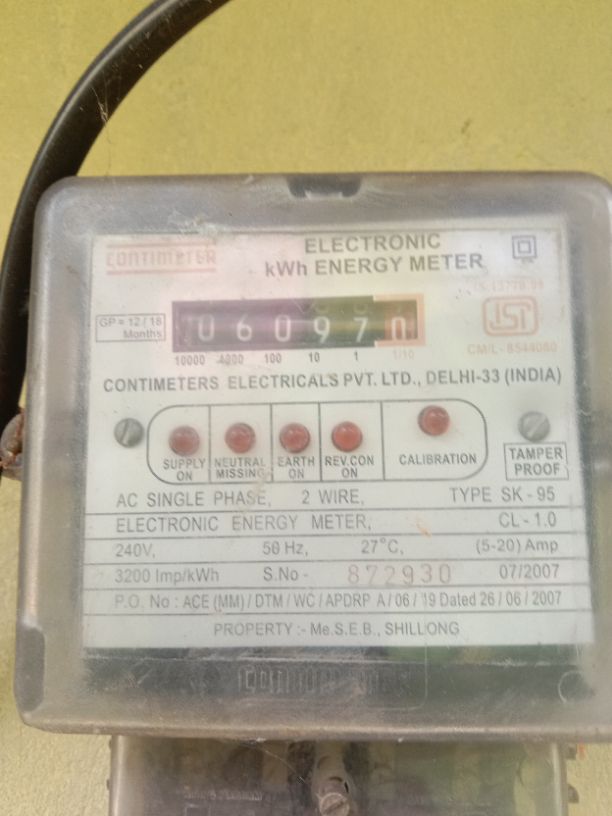 CONTIMETER
ELECTRONIC
kWh ENERGY METER
GP = 12 / 18
Months
06097
10000 1000 100 10 1 1/10
CM/L - 8544080
CONTIMETERS ELECTRICALS PVT. LTD., DELHI-33 (INDIA)
SUPPLY ON
NEUTRAL MISSING
EARTH ON
REV.CON ON
CALIBRATION
TAMPER PROOF
AC SINGLE PHASE, 2 WIRE, TYPE SK - 95
ELECTRONIC ENERGY METER, CL - 1.0
240V, 50 Hz, 27°C, (5-20) Amp
3200 Imp/kWh S.No - 872930 07/2007
P.O. No : ACE (MM) / DTM / WC / APDRP A / 06 / 19 Dated 26 / 06 / 2007
PROPERTY :- Me.S.E.B., SHILLONG